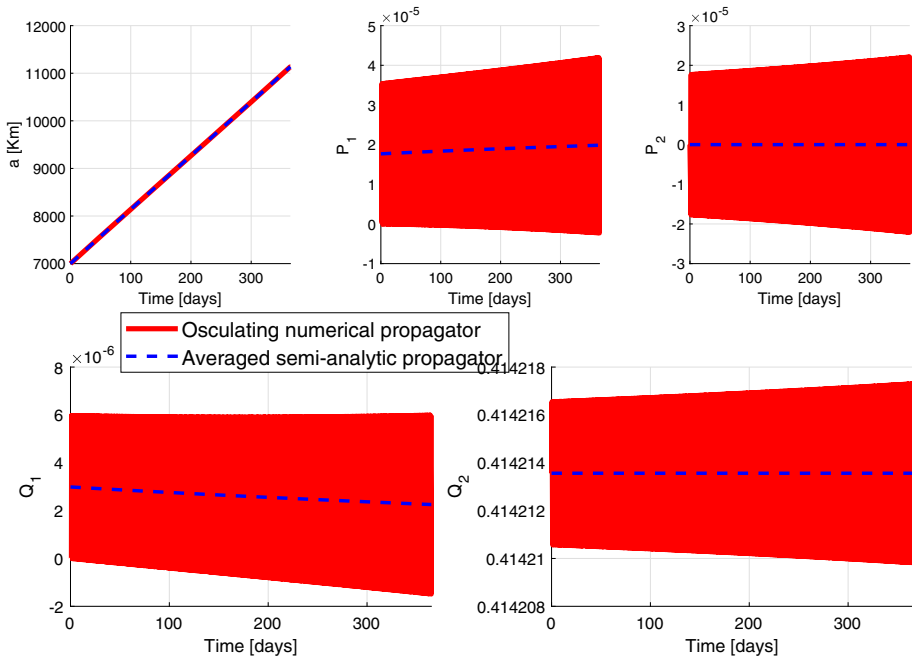 12000
11000
10000
9000
8000
7000
a [Km]
0 100 200 300
Time [days]
×10⁻⁵
5
4
3
2
1
0
-1
P₁
0 100 200 300
Time [days]
×10⁻⁵
3
2
1
0
-1
-2
-3
P₂
0 100 200 300
Time [days]
Osculating numerical propagator
Averaged semi-analytic propagator
×10⁻⁶
8
6
4
2
0
-2
Q₁
0 100 200 300
Time [days]
0.414218
0.414216
0.414214
0.414212
0.41421
0.414208
Q₂
0 100 200 300
Time [days]